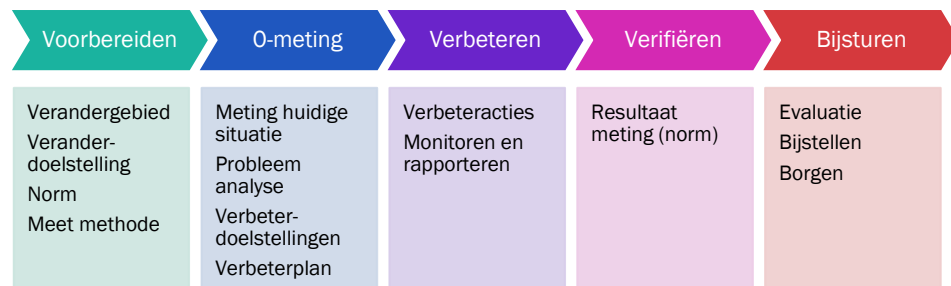 Voorbereiden
0-meting
Verbeteren
Verifiëren
Bijsturen
Verandergebied
Verander-
doelstelling
Norm
Meet methode
Meting huidige
situatie
Probleem
analyse
Verbeter-
doelstellingen
Verbeterplan
Verbeteracties
Monitoren en
rapporteren
Resultaat
meting (norm)
Evaluatie
Bijstellen
Borgen